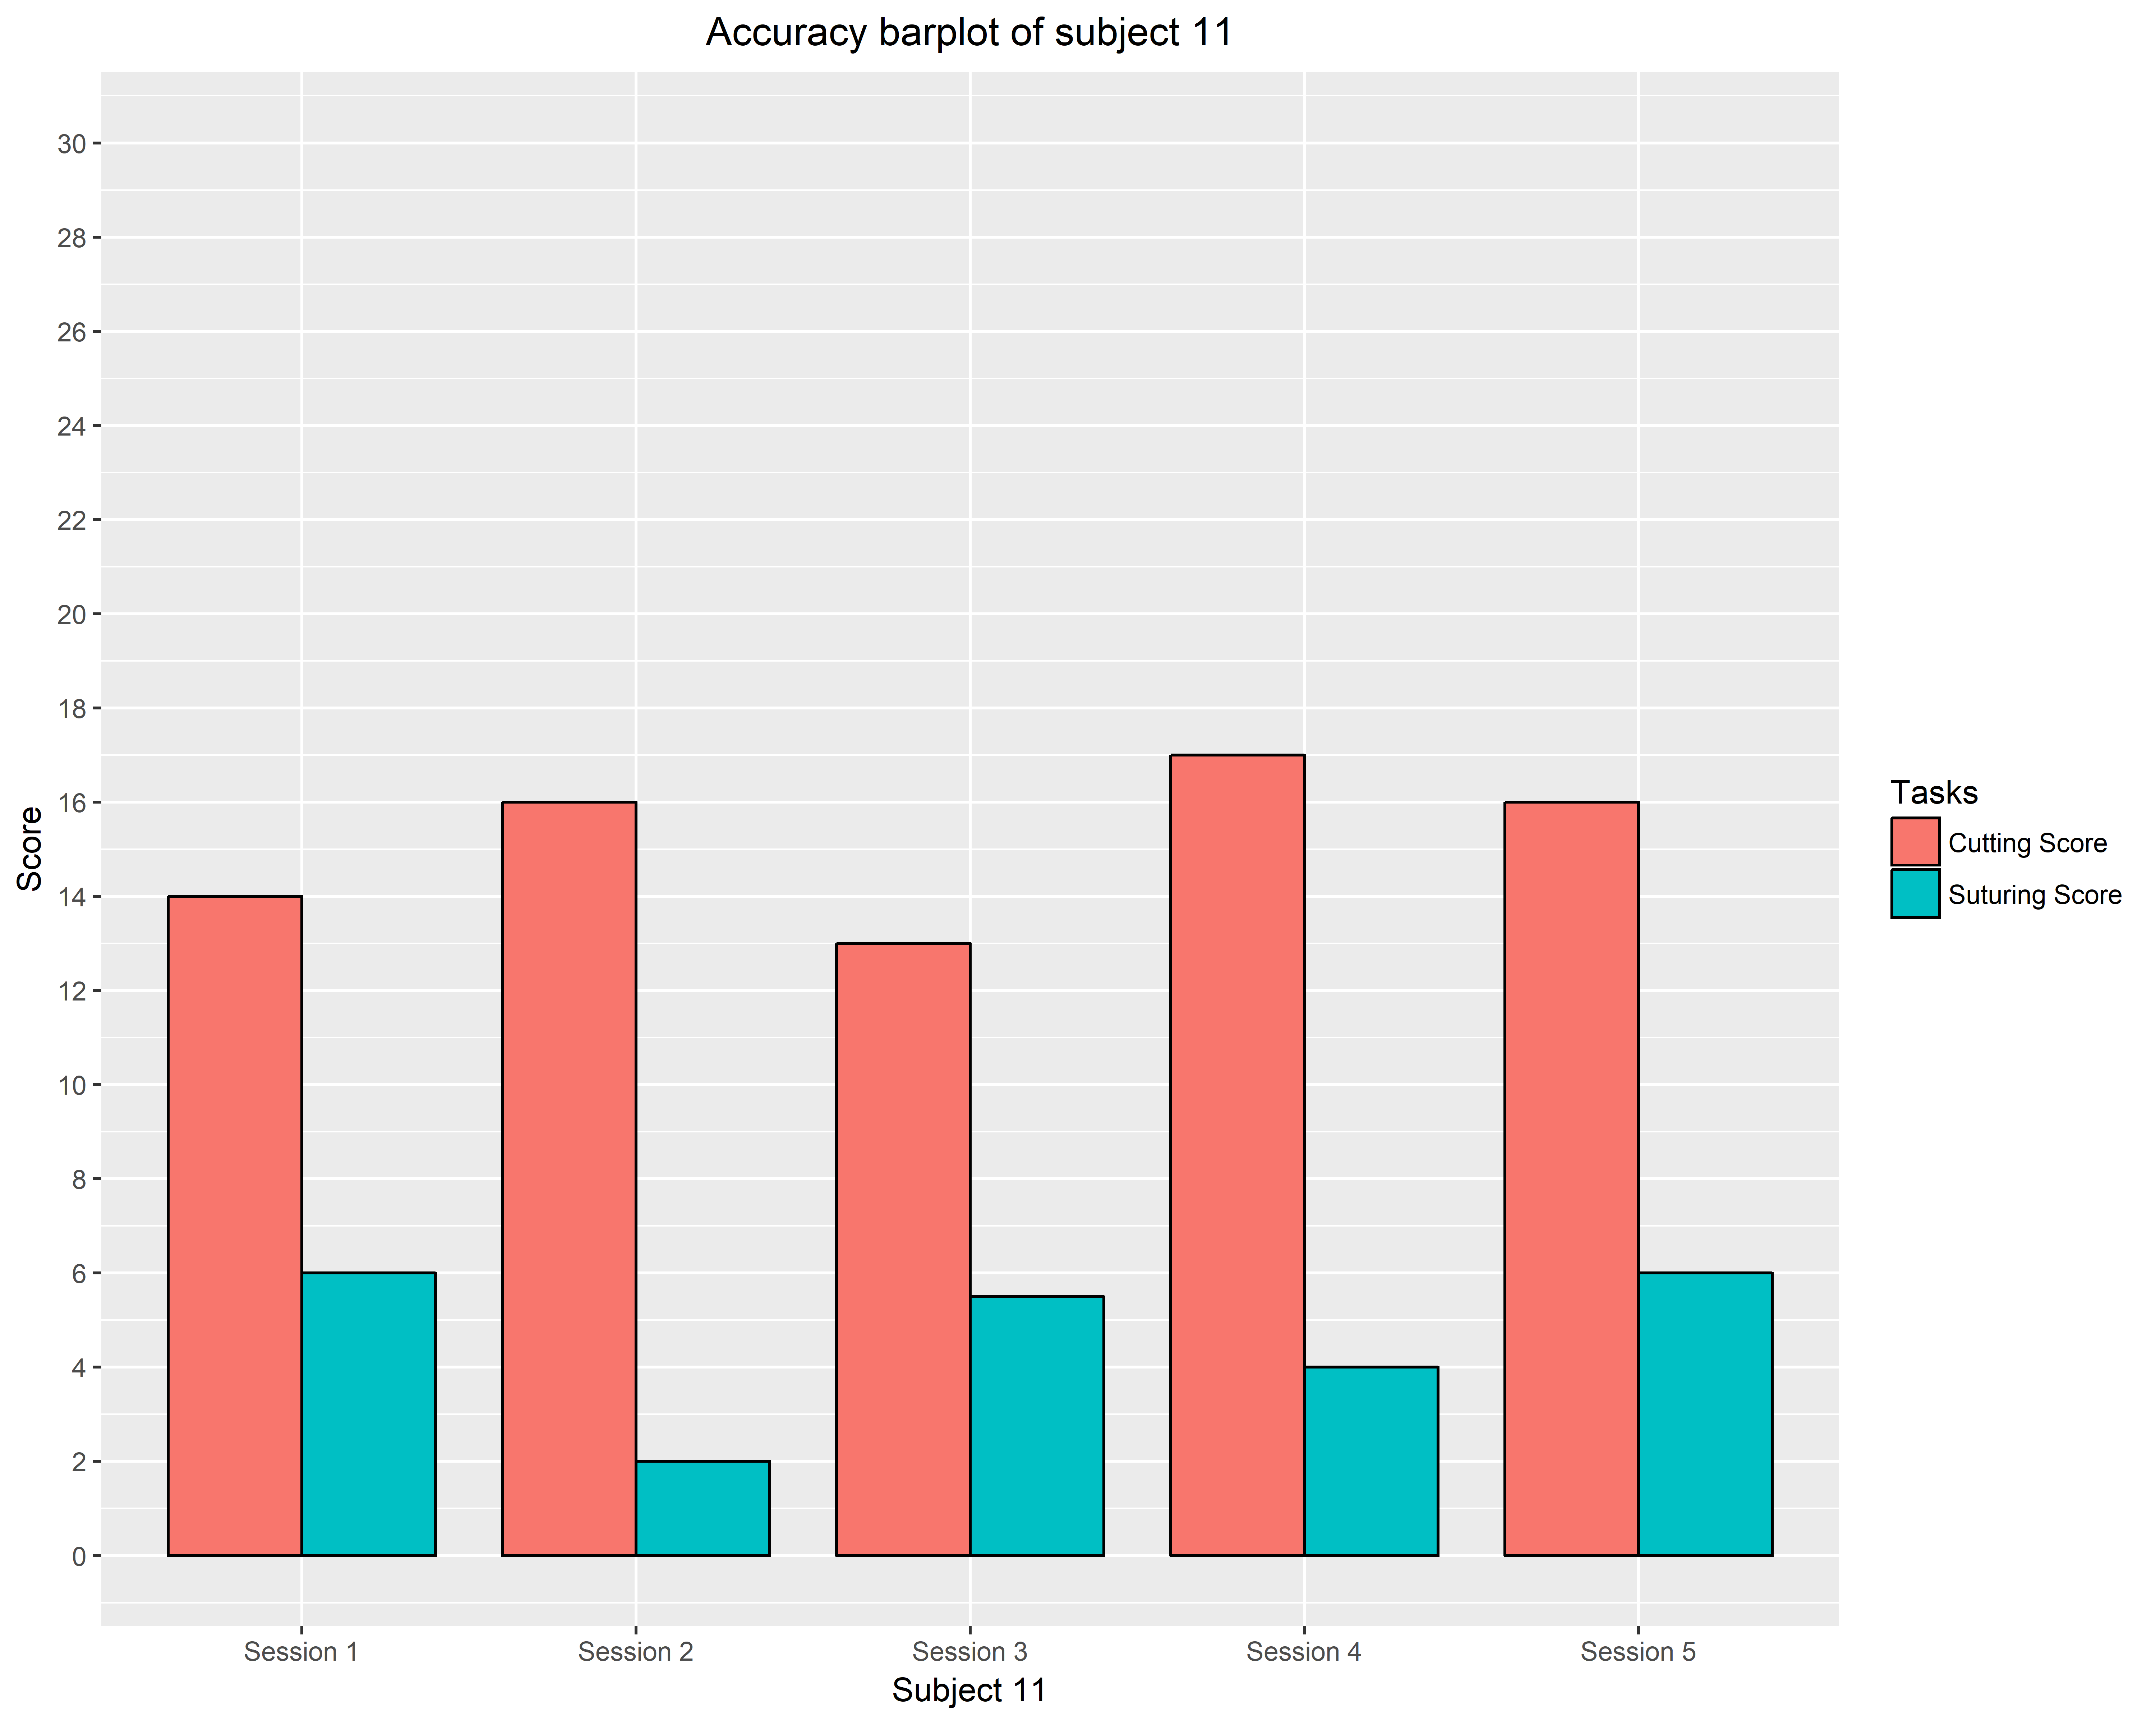 Accuracy barplot of subject 11
Score
30
28
26
24
22
20
18
16
14
12
10
8
6
4
2
0
Session 1
Session 2
Session 3
Session 4
Session 5
Subject 11
Tasks
Cutting Score
Suturing Score